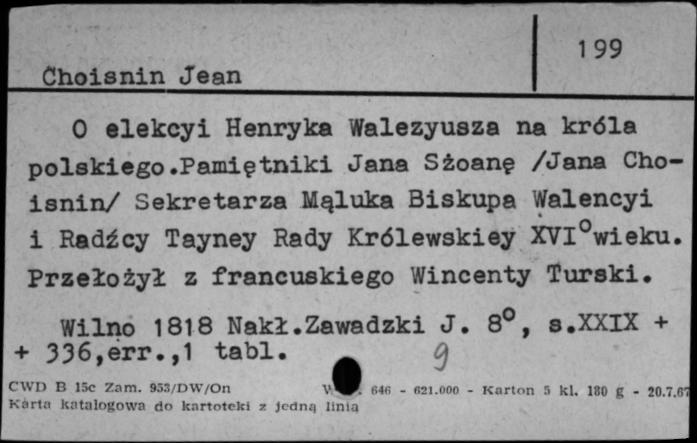 199
Choisnin Jean
O elekcyi Henryka Walezyusza na króla
polskiego.Pamiętniki Jana Sżoanę /Jana Cho-
isnin/ Sekretarza Mąluka Biskupa Walencyi
i Radźcy Tayney Rady Królewskiey XVI°wieku.
Przełożył z francuskiego Wincenty Turski.
Wilno 1818 Nakł.Zawadzki J. 8°, s.XXIX +
+ 336,err.,1 tabl.
9
CWD B 15c Zam. 953/DW/On 646 - 621.000 - Karton 5 kl. 180 g - 20.7.67
Karta katalogowa do kartoteki z jedną linią